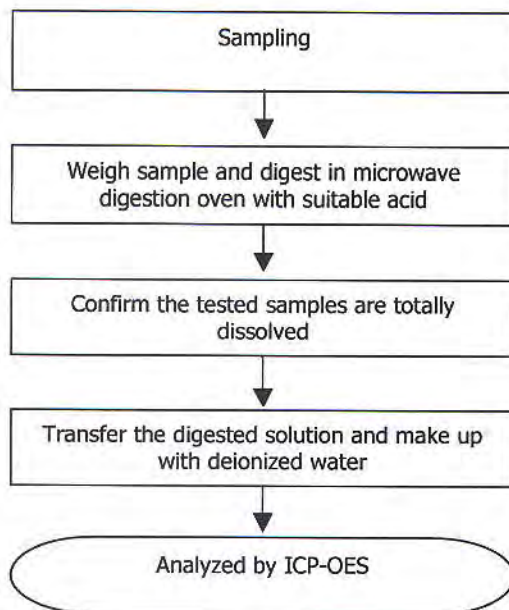 Sampling
Weigh sample and digest in microwave
digestion oven with suitable acid
Confirm the tested samples are totally
dissolved
Transfer the digested solution and make up
with deionized water
Analyzed by ICP-OES